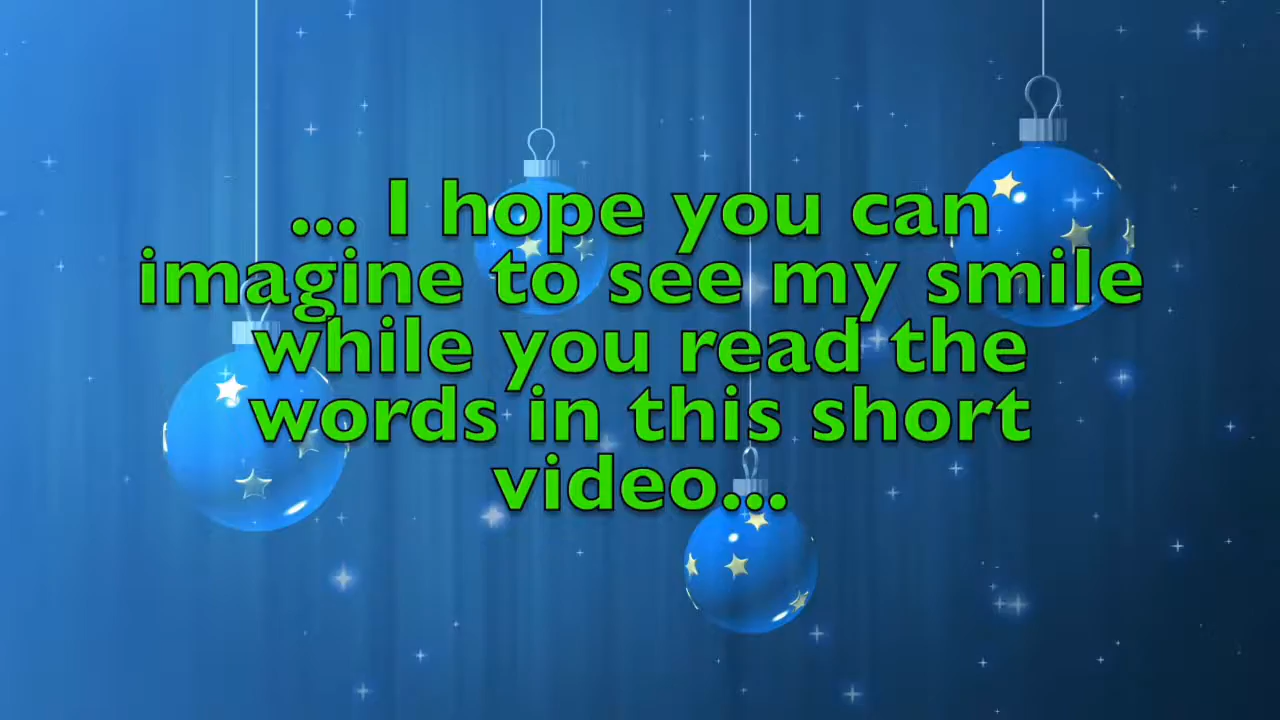 ... I hope you can
imagine to see my smile
while you read the
words in this short
video...